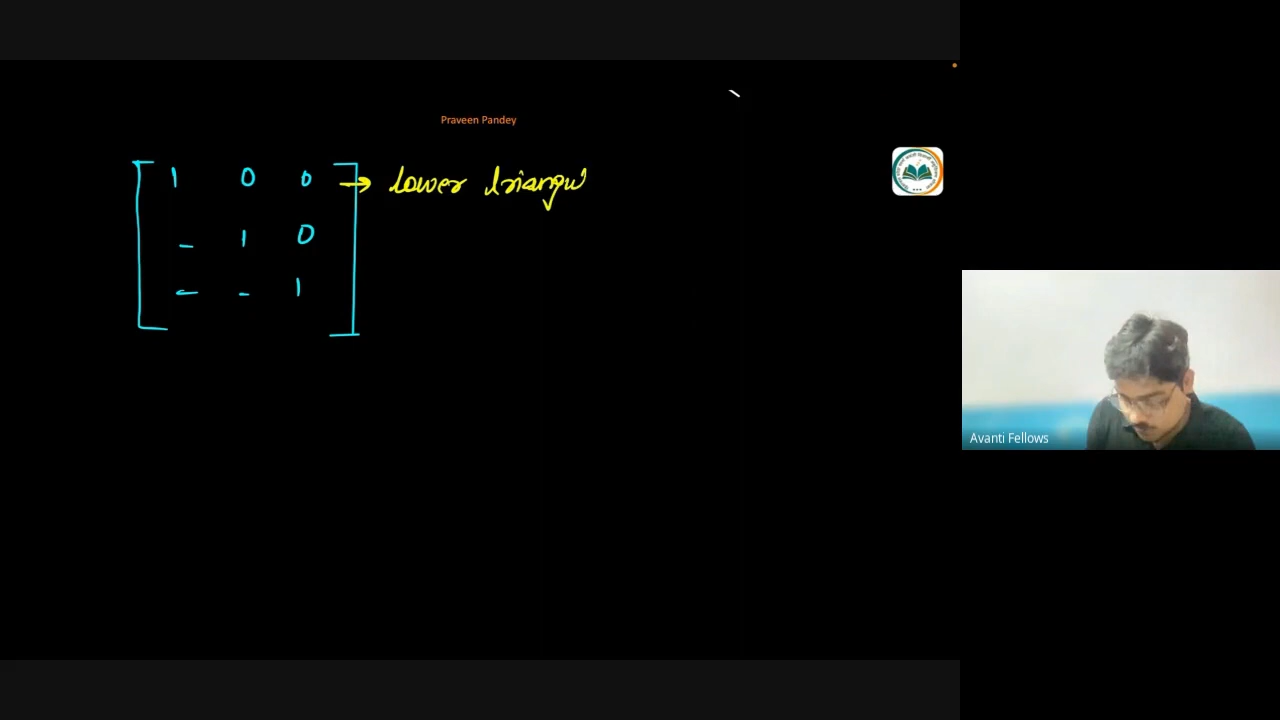 Praveen Pandey
1 0 0 → lower triangu
- 1 0
- - 1
Avanti Fellows